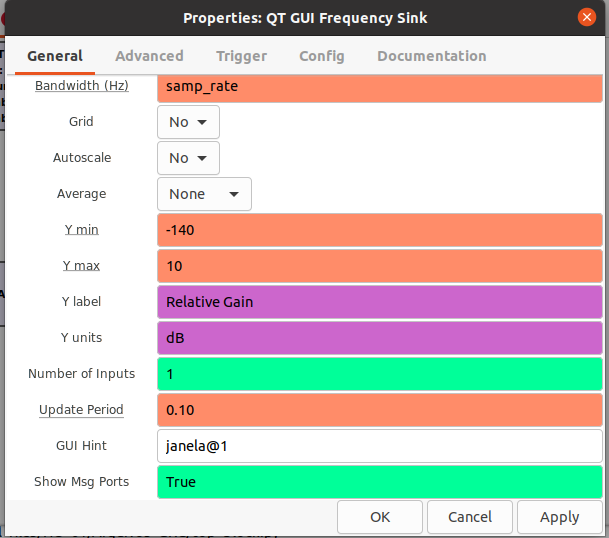 Properties: QT GUI Frequency Sink
General Advanced Trigger Config Documentation
Bandwidth (Hz) samp_rate
Grid No
Autoscale No
Average None
Y min -140
Y max 10
Y label Relative Gain
Y units dB
Number of Inputs 1
Update Period 0.10
GUI Hint janela@1
Show Msg Ports True
OK Cancel Apply